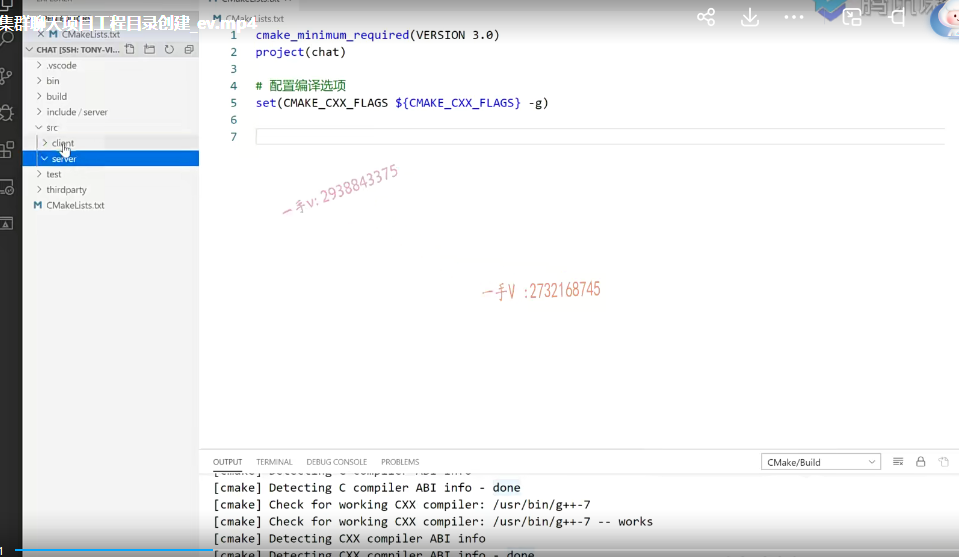 集群聊天项目工程目录创建_ev.mp4
CMakeLists.txt
CMakeLists.txt
CHAT [SSH: TONY-VI...
.vscode
bin
build
include / server
src
client
server
test
thirdparty
CMakeLists.txt
1 cmake_minimum_required(VERSION 3.0)
2 project(chat)
3
4 # 配置编译选项
5 set(CMAKE_CXX_FLAGS ${CMAKE_CXX_FLAGS} -g)
6
7
一手v: 2938843375
一手V :2732168745
OUTPUT TERMINAL DEBUG CONSOLE PROBLEMS
CMake/Build
[cmake] Detecting C compiler ABI info
[cmake] Detecting C compiler ABI info - done
[cmake] Check for working CXX compiler: /usr/bin/g++-7
[cmake] Check for working CXX compiler: /usr/bin/g++-7 -- works
[cmake] Detecting CXX compiler ABI info
[cmake] Detecting CXX compiler ABI info - done